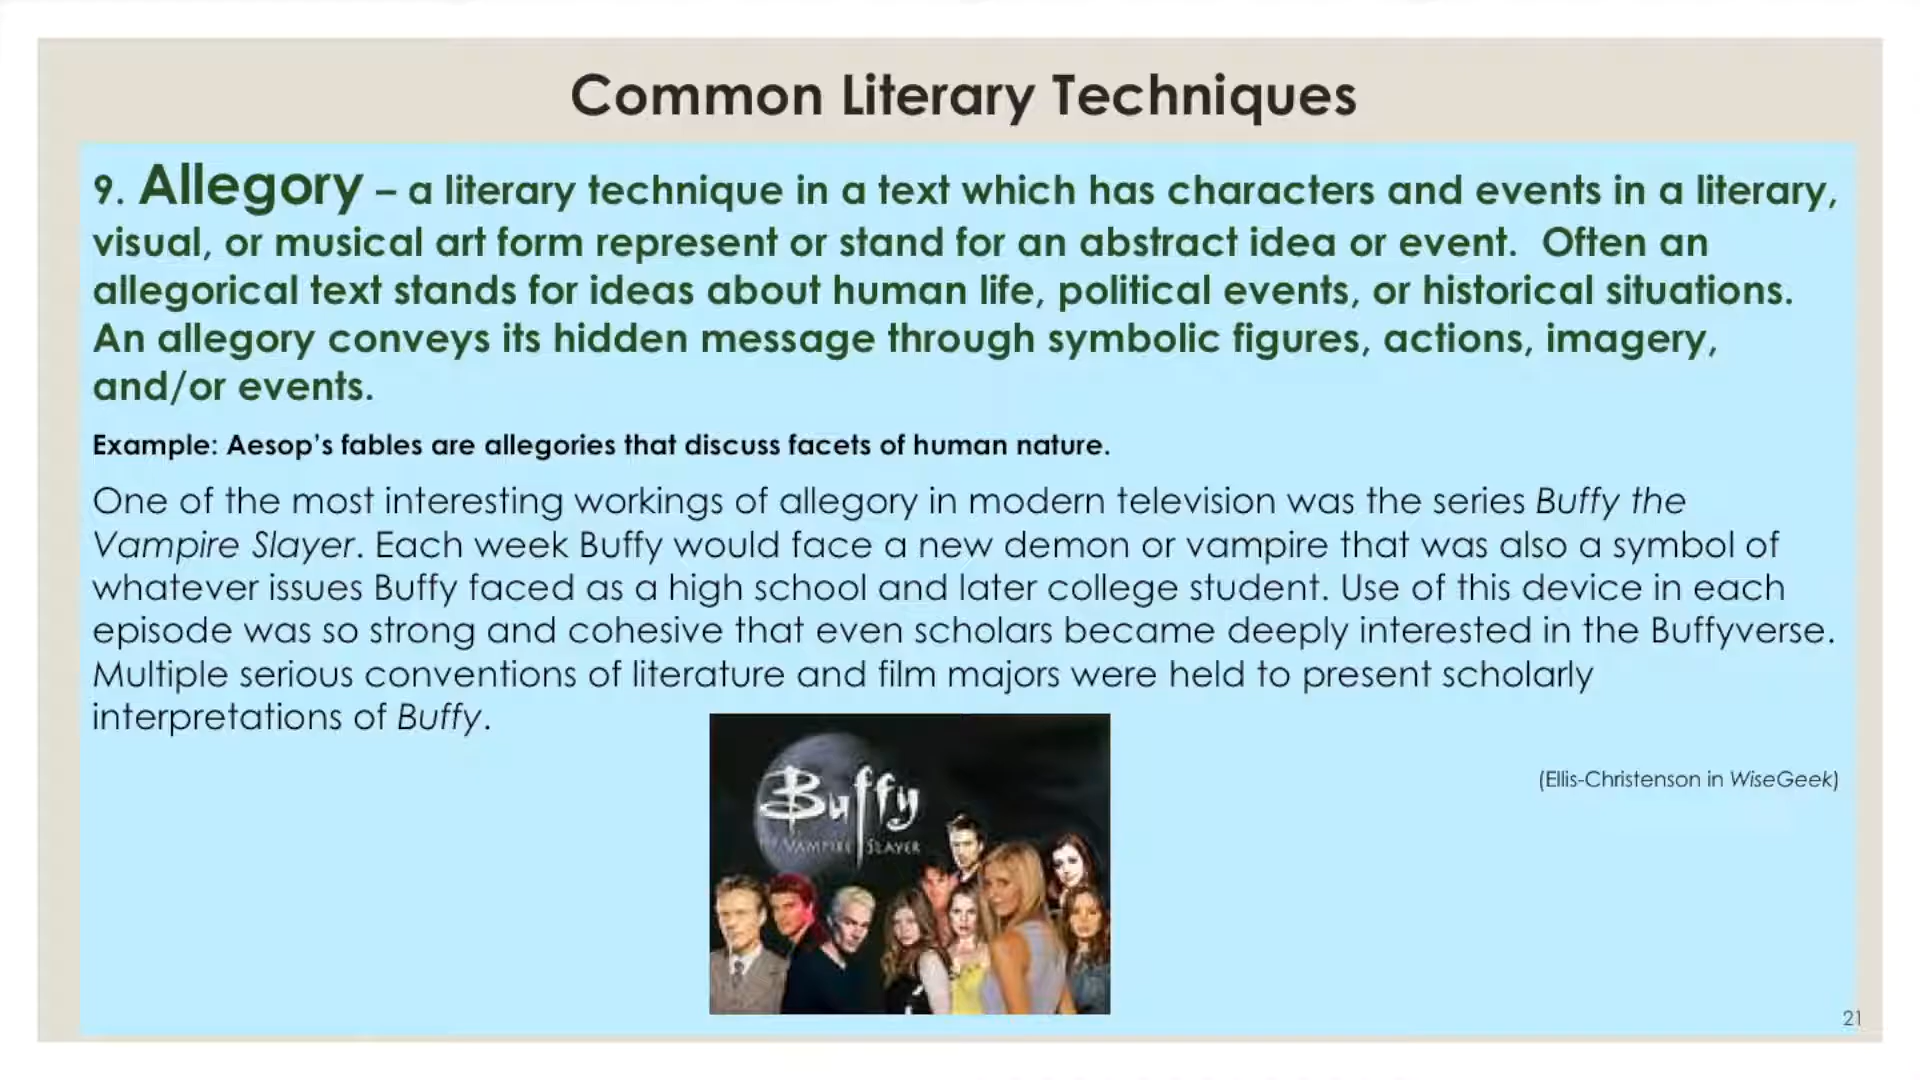 Common Literary Techniques
9. Allegory – a literary technique in a text which has characters and events in a literary,
visual, or musical art form represent or stand for an abstract idea or event.  Often an
allegorical text stands for ideas about human life, political events, or historical situations.
An allegory conveys its hidden message through symbolic figures, actions, imagery,
and/or events.
Example: Aesop’s fables are allegories that discuss facets of human nature.
One of the most interesting workings of allegory in modern television was the series Buffy the
Vampire Slayer. Each week Buffy would face a new demon or vampire that was also a symbol of
whatever issues Buffy faced as a high school and later college student. Use of this device in each
episode was so strong and cohesive that even scholars became deeply interested in the Buffyverse.
Multiple serious conventions of literature and film majors were held to present scholarly
interpretations of Buffy.
Buffy
THE VAMPIRE SLAYER
(Ellis-Christenson in WiseGeek)
21